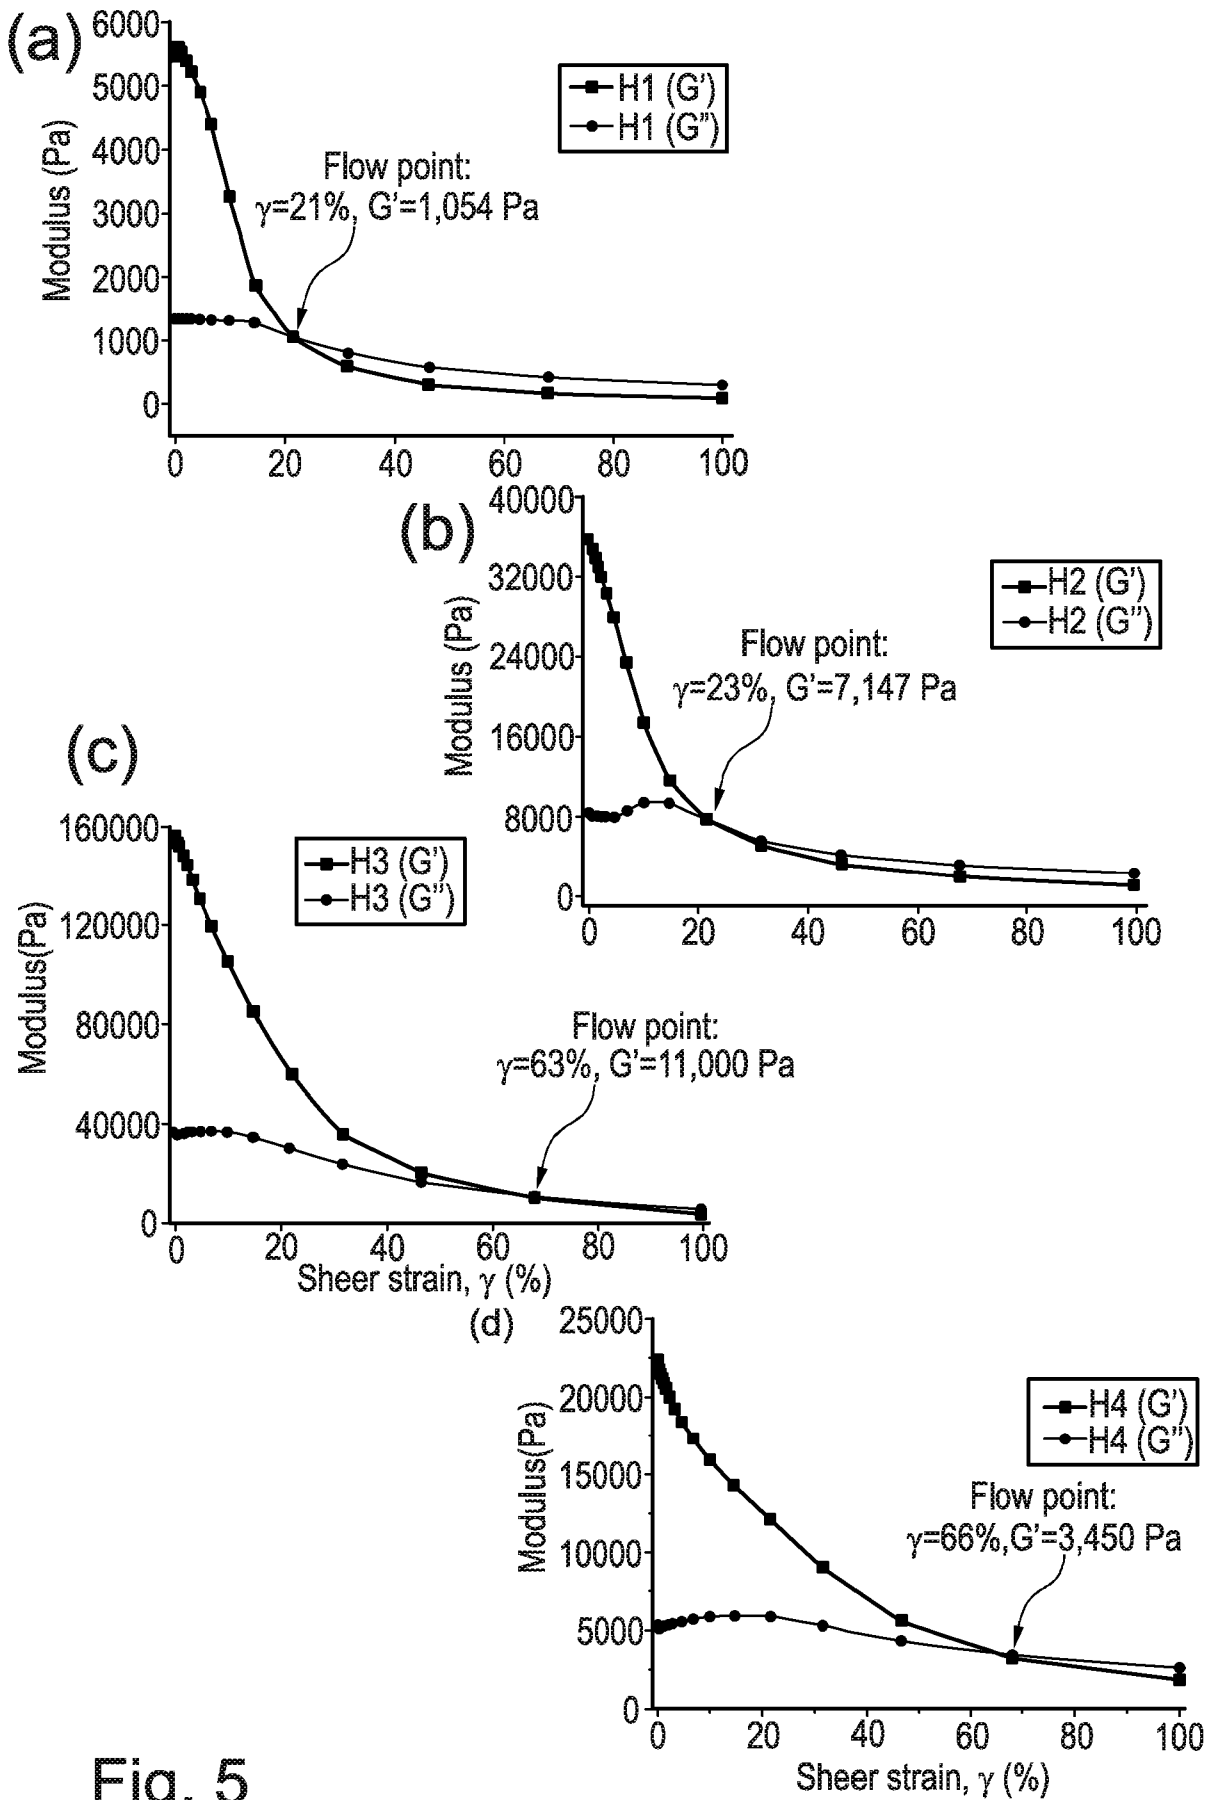 (a)
6000
5000
4000
3000
2000
1000
0
Modulus (Pa)
H1 (G')
H1 (G'')
Flow point:
γ=21%, G'=1,054 Pa
0 20 40 60 80 100
(b)
40000
32000
24000
16000
8000
0
Modulus (Pa)
H2 (G')
H2 (G'')
Flow point:
γ=23%, G'=7,147 Pa
0 20 40 60 80 100
(c)
160000
120000
80000
40000
0
Modulus(Pa)
H3 (G')
H3 (G'')
Flow point:
γ=63%, G'=11,000 Pa
0 20 40 60 80 100
Sheer strain, γ (%)
(d)
25000
20000
15000
10000
5000
0
Modulus(Pa)
H4 (G')
H4 (G'')
Flow point:
γ=66%,G'=3,450 Pa
0 20 40 60 80 100
Sheer strain, γ (%)
Fig. 5